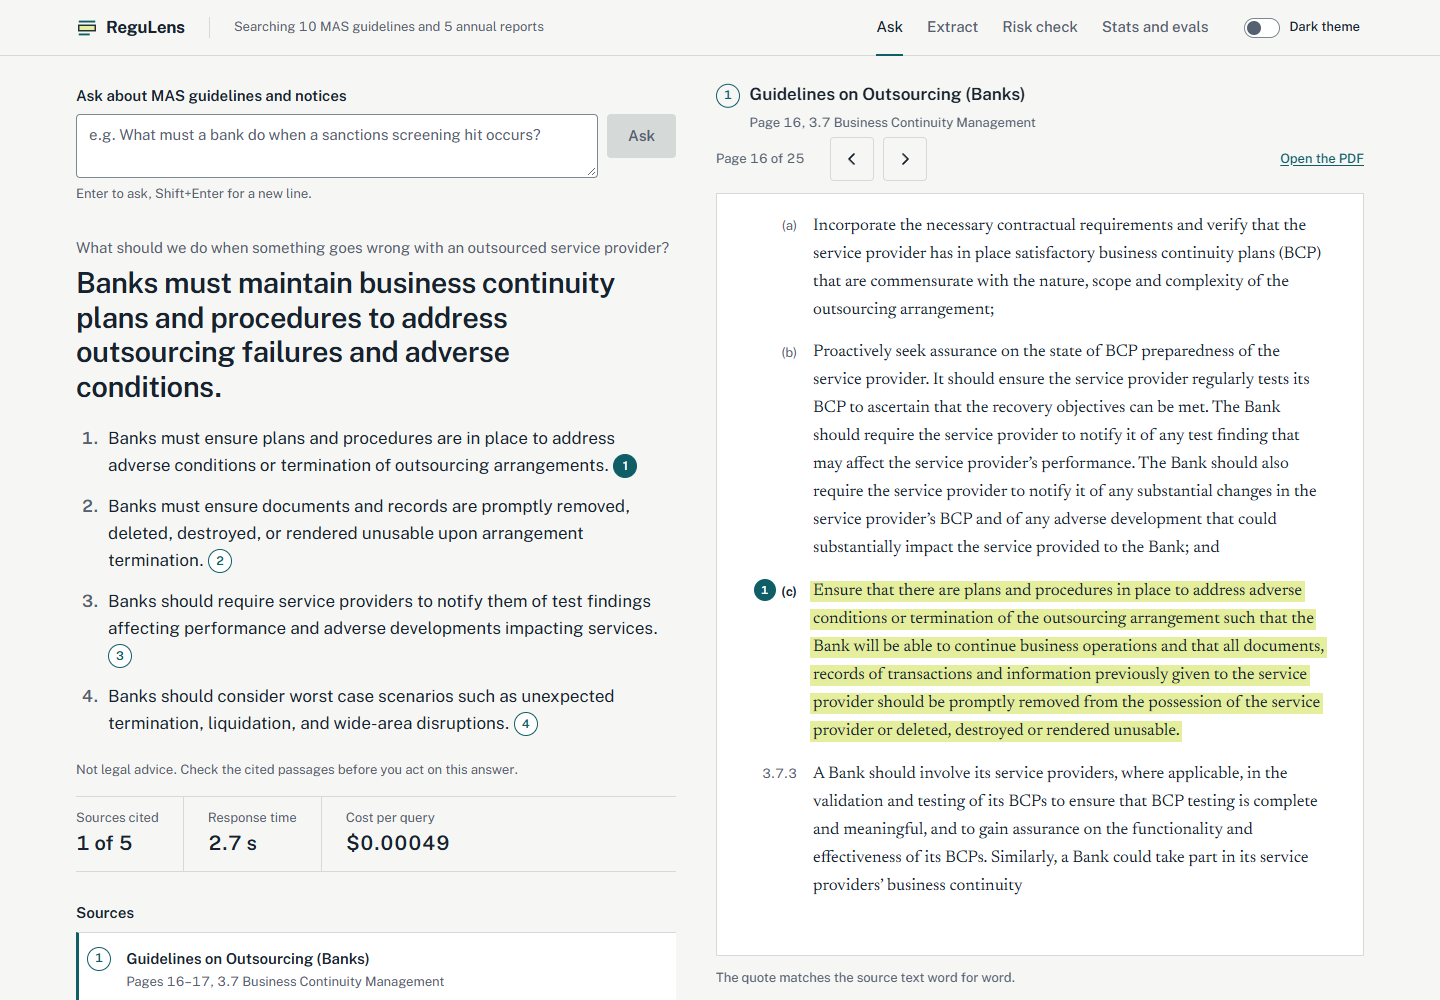 ReguLens
Searching 10 MAS guidelines and 5 annual reports
Ask
Extract
Risk check
Stats and evals
Dark theme
Ask about MAS guidelines and notices
e.g. What must a bank do when a sanctions screening hit occurs?
Ask
Enter to ask, Shift+Enter for a new line.
What should we do when something goes wrong with an outsourced service provider?
Banks must maintain business continuity
plans and procedures to address
outsourcing failures and adverse
conditions.
1. Banks must ensure plans and procedures are in place to address
adverse conditions or termination of outsourcing arrangements. 1
2. Banks must ensure documents and records are promptly removed,
deleted, destroyed, or rendered unusable upon arrangement
termination. 2
3. Banks should require service providers to notify them of test findings
affecting performance and adverse developments impacting services.
3
4. Banks should consider worst case scenarios such as unexpected
termination, liquidation, and wide-area disruptions. 4
Not legal advice. Check the cited passages before you act on this answer.
Sources cited
1 of 5
Response time
2.7 s
Cost per query
$0.00049
Sources
1 Guidelines on Outsourcing (Banks)
Pages 16–17, 3.7 Business Continuity Management
1 Guidelines on Outsourcing (Banks)
Page 16, 3.7 Business Continuity Management
Page 16 of 25
Open the PDF
(a) Incorporate the necessary contractual requirements and verify that the
service provider has in place satisfactory business continuity plans (BCP)
that are commensurate with the nature, scope and complexity of the
outsourcing arrangement;
(b) Proactively seek assurance on the state of BCP preparedness of the
service provider. It should ensure the service provider regularly tests its
BCP to ascertain that the recovery objectives can be met. The Bank
should require the service provider to notify it of any test finding that
may affect the service provider’s performance. The Bank should also
require the service provider to notify it of any substantial changes in the
service provider’s BCP and of any adverse development that could
substantially impact the service provided to the Bank; and
1 (c) Ensure that there are plans and procedures in place to address adverse
conditions or termination of the outsourcing arrangement such that the
Bank will be able to continue business operations and that all documents,
records of transactions and information previously given to the service
provider should be promptly removed from the possession of the service
provider or deleted, destroyed or rendered unusable.
3.7.3 A Bank should involve its service providers, where applicable, in the
validation and testing of its BCPs to ensure that BCP testing is complete
and meaningful, and to gain assurance on the functionality and
effectiveness of its BCPs. Similarly, a Bank could take part in its service
providers’ business continuity
The quote matches the source text word for word.